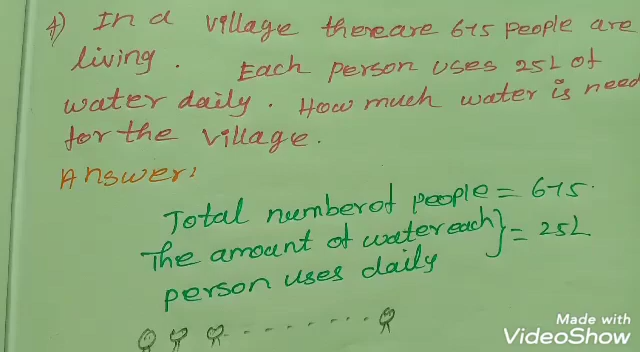 4) In a village there are 675 people are
living. Each person uses 25L of
water daily. How much water is need
for the village.
Answer:
Total number of people = 675.
The amount of water each } = 25L
person uses daily
Made with
VideoShow